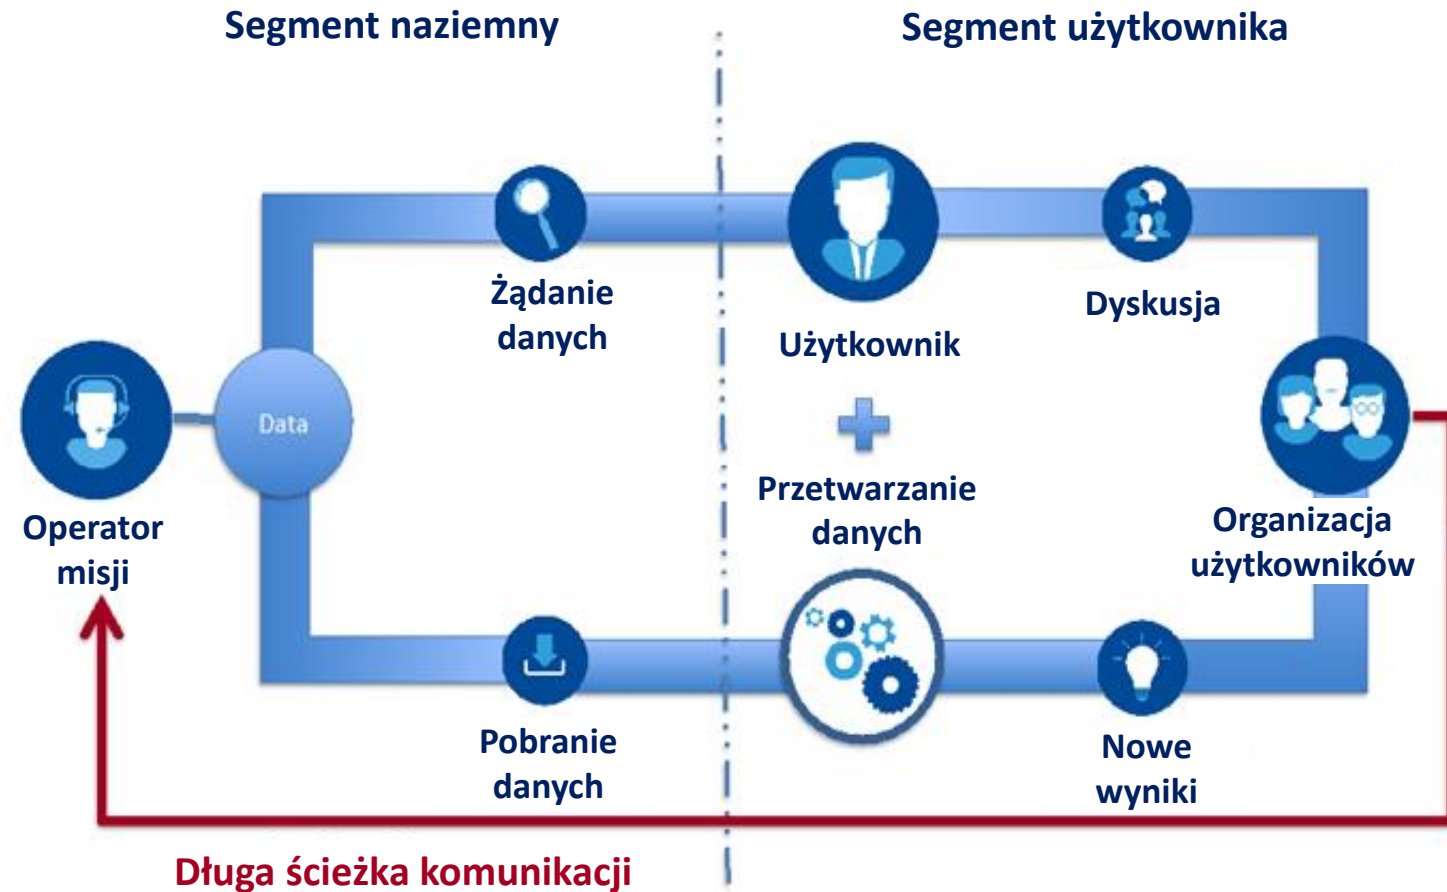 Segment naziemny
Segment użytkownika
Żądanie
danych
Użytkownik
Dyskusja
Data
Przetwarzanie
danych
Operator
misji
Organizacja
użytkowników
Pobranie
danych
Nowe
wyniki
Długa ścieżka komunikacji